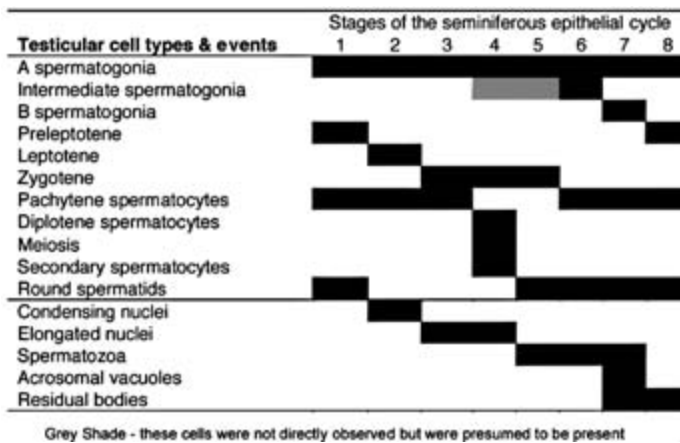 Stages of the seminiferous epithelial cycle
Testicular cell types & events 1 2 3 4 5 6 7 8
A spermatogonia
Intermediate spermatogonia
B spermatogonia
Preleptotene
Leptotene
Zygotene
Pachytene spermatocytes
Diplotene spermatocytes
Meiosis
Secondary spermatocytes
Round spermatids
Condensing nuclei
Elongated nuclei
Spermatozoa
Acrosomal vacuoles
Residual bodies
Grey Shade - these cells were not directly observed but were presumed to be present